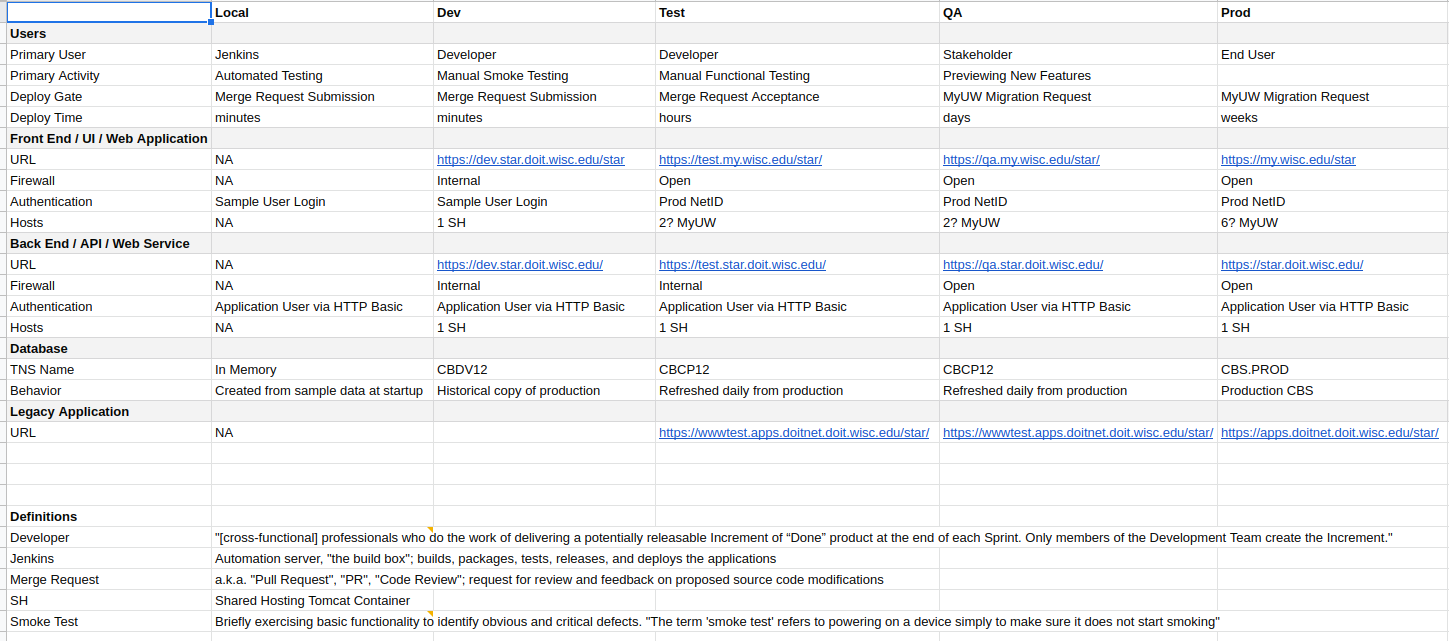 Local Dev Test QA Prod
Users
Primary User Jenkins Developer Developer Stakeholder End User
Primary Activity Automated Testing Manual Smoke Testing Manual Functional Testing Previewing New Features
Deploy Gate Merge Request Submission Merge Request Submission Merge Request Acceptance MyUW Migration Request MyUW Migration Request
Deploy Time minutes minutes hours days weeks
Front End / UI / Web Application
URL NA https://dev.star.doit.wisc.edu/star https://test.my.wisc.edu/star/ https://qa.my.wisc.edu/star/ https://my.wisc.edu/star
Firewall NA Internal Open Open Open
Authentication Sample User Login Sample User Login Prod NetID Prod NetID Prod NetID
Hosts NA 1 SH 2? MyUW 2? MyUW 6? MyUW
Back End / API / Web Service
URL NA https://dev.star.doit.wisc.edu/ https://test.star.doit.wisc.edu/ https://qa.star.doit.wisc.edu/ https://star.doit.wisc.edu/
Firewall NA Internal Internal Open Open
Authentication Application User via HTTP Basic Application User via HTTP Basic Application User via HTTP Basic Application User via HTTP Basic Application User via HTTP Basic
Hosts NA 1 SH 1 SH 1 SH 1 SH
Database
TNS Name In Memory CBDV12 CBCP12 CBCP12 CBS.PROD
Behavior Created from sample data at startup Historical copy of production Refreshed daily from production Refreshed daily from production Production CBS
Legacy Application
URL NA https://wwwtest.apps.doitnet.doit.wisc.edu/star/ https://wwwtest.apps.doitnet.doit.wisc.edu/star/ https://apps.doitnet.doit.wisc.edu/star/
Definitions
Developer "[cross-functional] professionals who do the work of delivering a potentially releasable Increment of “Done” product at the end of each Sprint. Only members of the Development Team create the Increment."
Jenkins Automation server, "the build box"; builds, packages, tests, releases, and deploys the applications
Merge Request a.k.a. "Pull Request", "PR", "Code Review"; request for review and feedback on proposed source code modifications
SH Shared Hosting Tomcat Container
Smoke Test Briefly exercising basic functionality to identify obvious and critical defects. "The term 'smoke test' refers to powering on a device simply to make sure it does not start smoking"